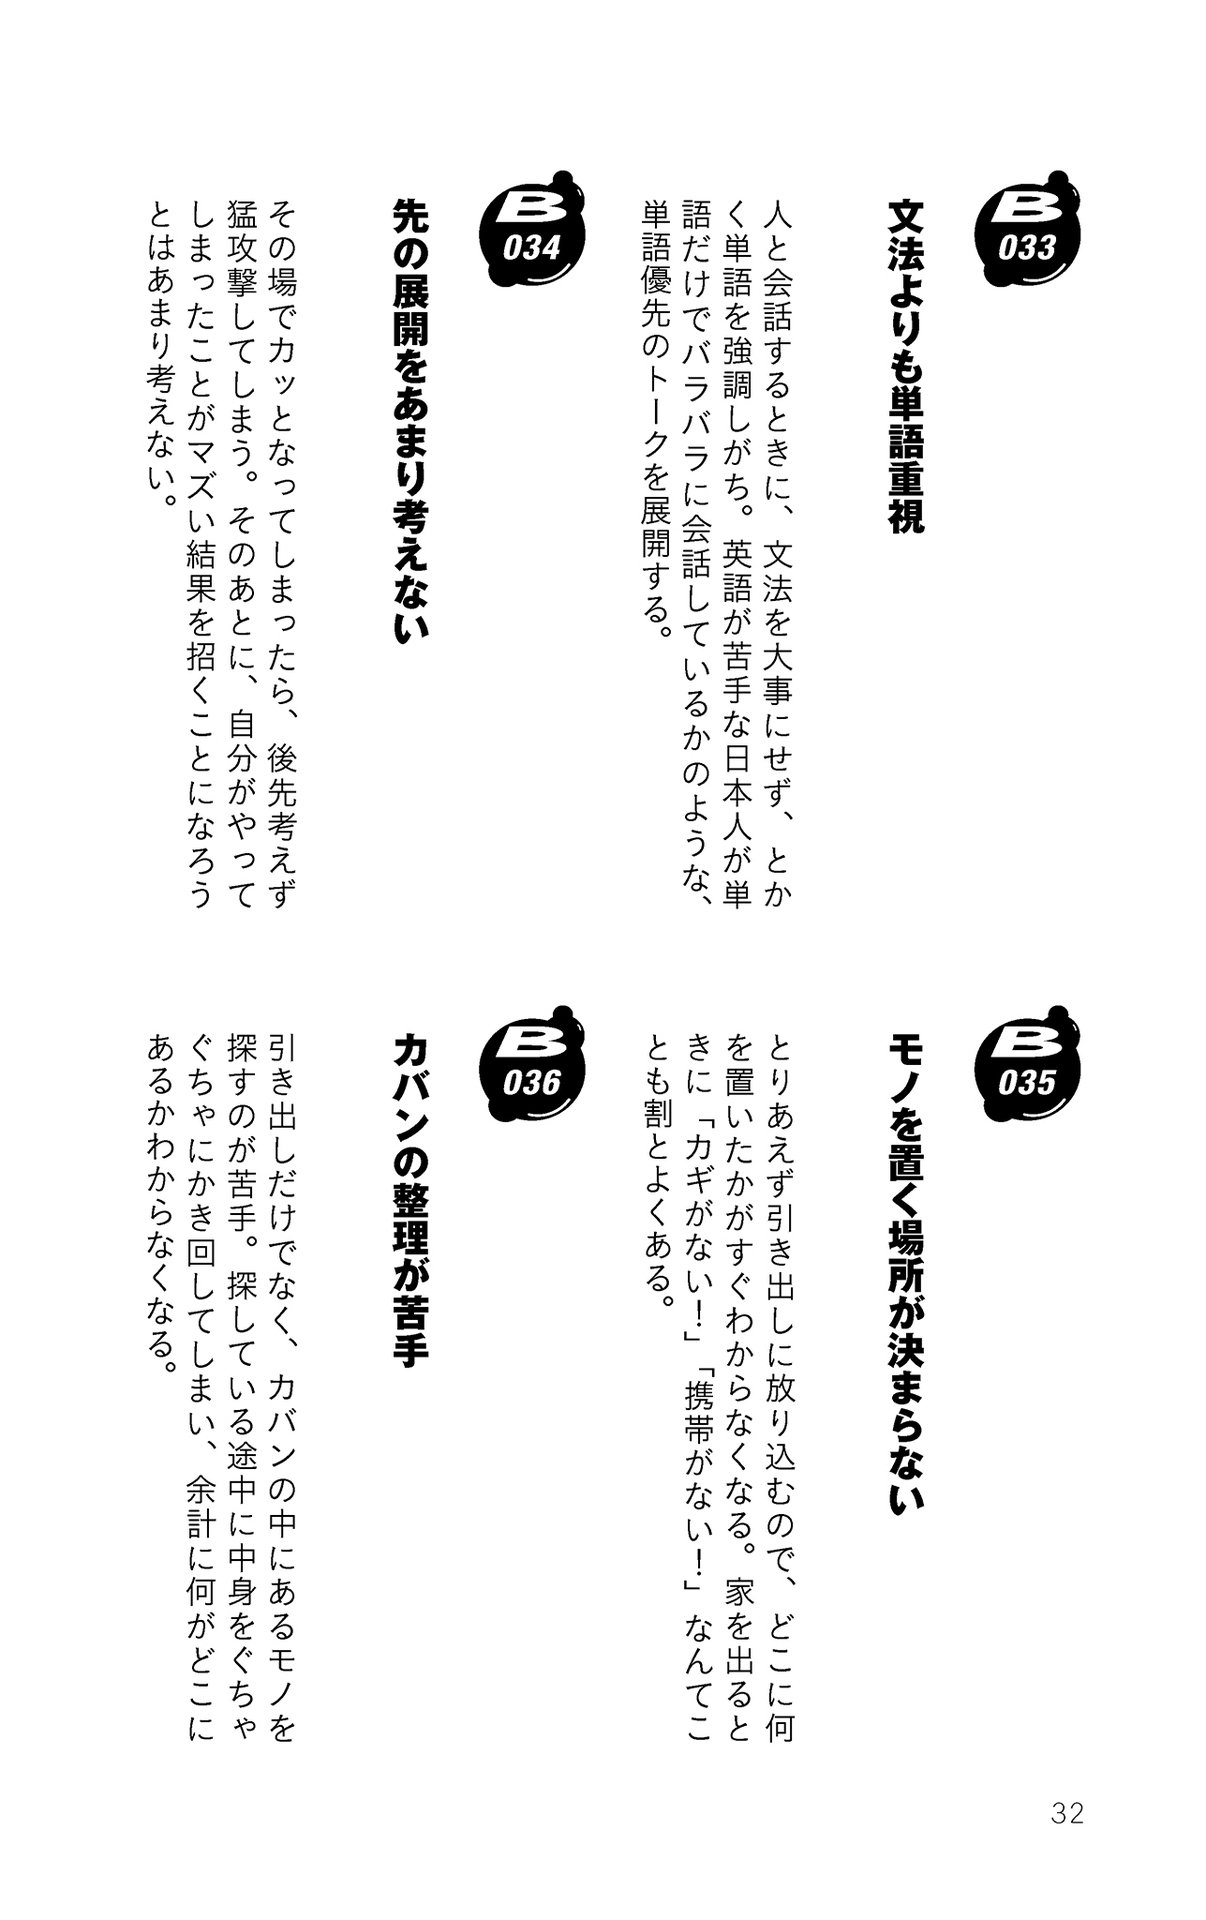 B
033
文法よりも単語重視
人と会話するときに、文法を大事にせず、とか
く単語を強調しがち。英語が苦手な日本人が単
語だけでバラバラに会話しているかのような、
単語優先のトークを展開する。
B
034
先の展開をあまり考えない
その場でカッとなってしまったら、後先考えず
猛攻撃してしまう。そのあとに、自分がやって
しまったことがマズい結果を招くことになろう
とはあまり考えない。
B
035
モノを置く場所が決まらない
とりあえず引き出しに放り込むので、どこに何
を置いたかがすぐわからなくなる。家を出ると
きに「カギがない！」「携帯がない！」なんてこ
とも割とよくある。
B
036
カバンの整理が苦手
引き出しだけでなく、カバンの中にあるモノを
探すのが苦手。探している途中に中身をぐちゃ
ぐちゃにかき回してしまい、余計に何がどこに
あるかわからなくなる。
32